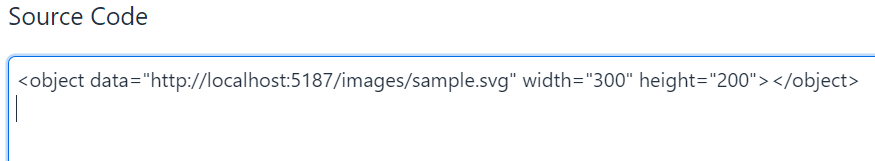 Source Code
<object data="http://localhost:5187/images/sample.svg" width="300" height="200"></object>